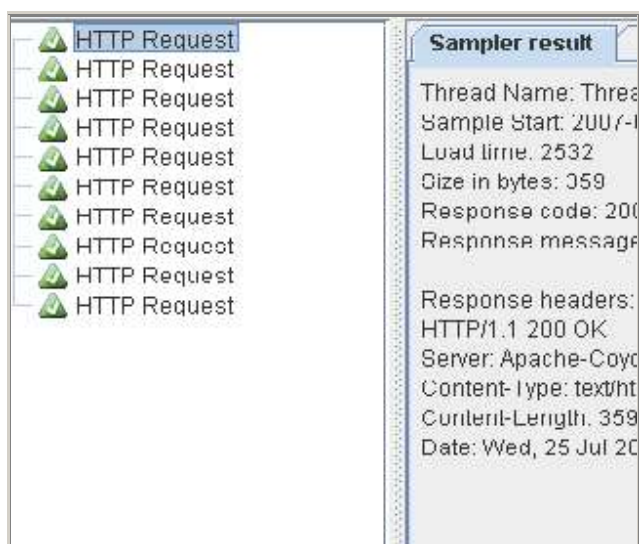 HTTP Request
HTTP Request
HTTP Request
HTTP Request
HTTP Request
HTTP Request
HTTP Request
HTTP Request
HTTP Request
HTTP Request
Sampler result
Thread Name: Threa
Sample Start: 2007-
Load time: 2532
Size in bytes: 359
Response code: 200
Response message
Response headers:
HTTP/1.1 200 OK
Server: Apache-Coyo
Content-Type: text/ht
Content-Length: 359
Date: Wed, 25 Jul 20